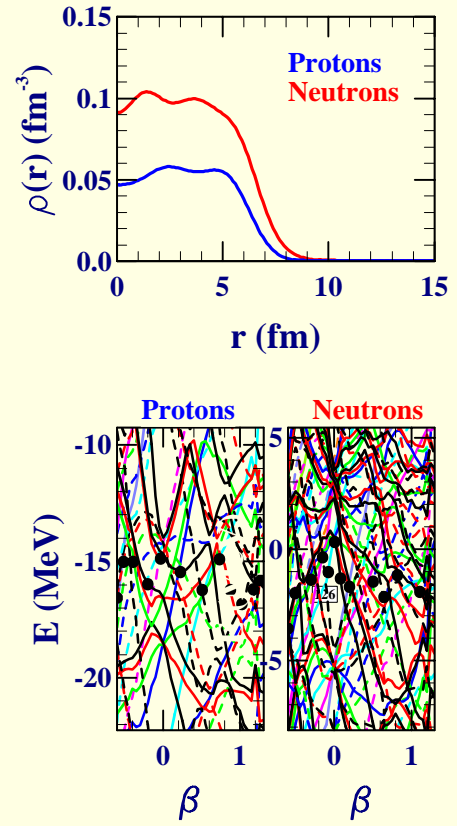 ρ(r) (fm⁻³)
0.15
0.1
0.05
0.0
Protons
Neutrons
0 5 10 15
r (fm)
Protons Neutrons
E (MeV)
-10
-15
-20
5
0
-5
126
0 1 0 1
β β